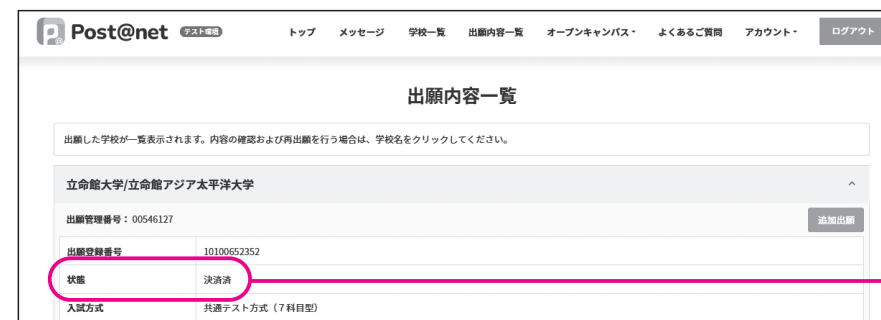 Post@net テスト環境 トップ メッセージ 学校一覧 出願内容一覧 オープンキャンパス よくあるご質問 アカウント ログアウト
出願内容一覧
出願した学校が一覧表示されます。内容の確認および再出願を行う場合は、学校名をクリックしてください。
立命館大学/立命館アジア太平洋大学
出願管理番号：00546127 追加出願
出願登録番号 10100652352
状態 決済済
入試方式 共通テスト方式（７科目型）